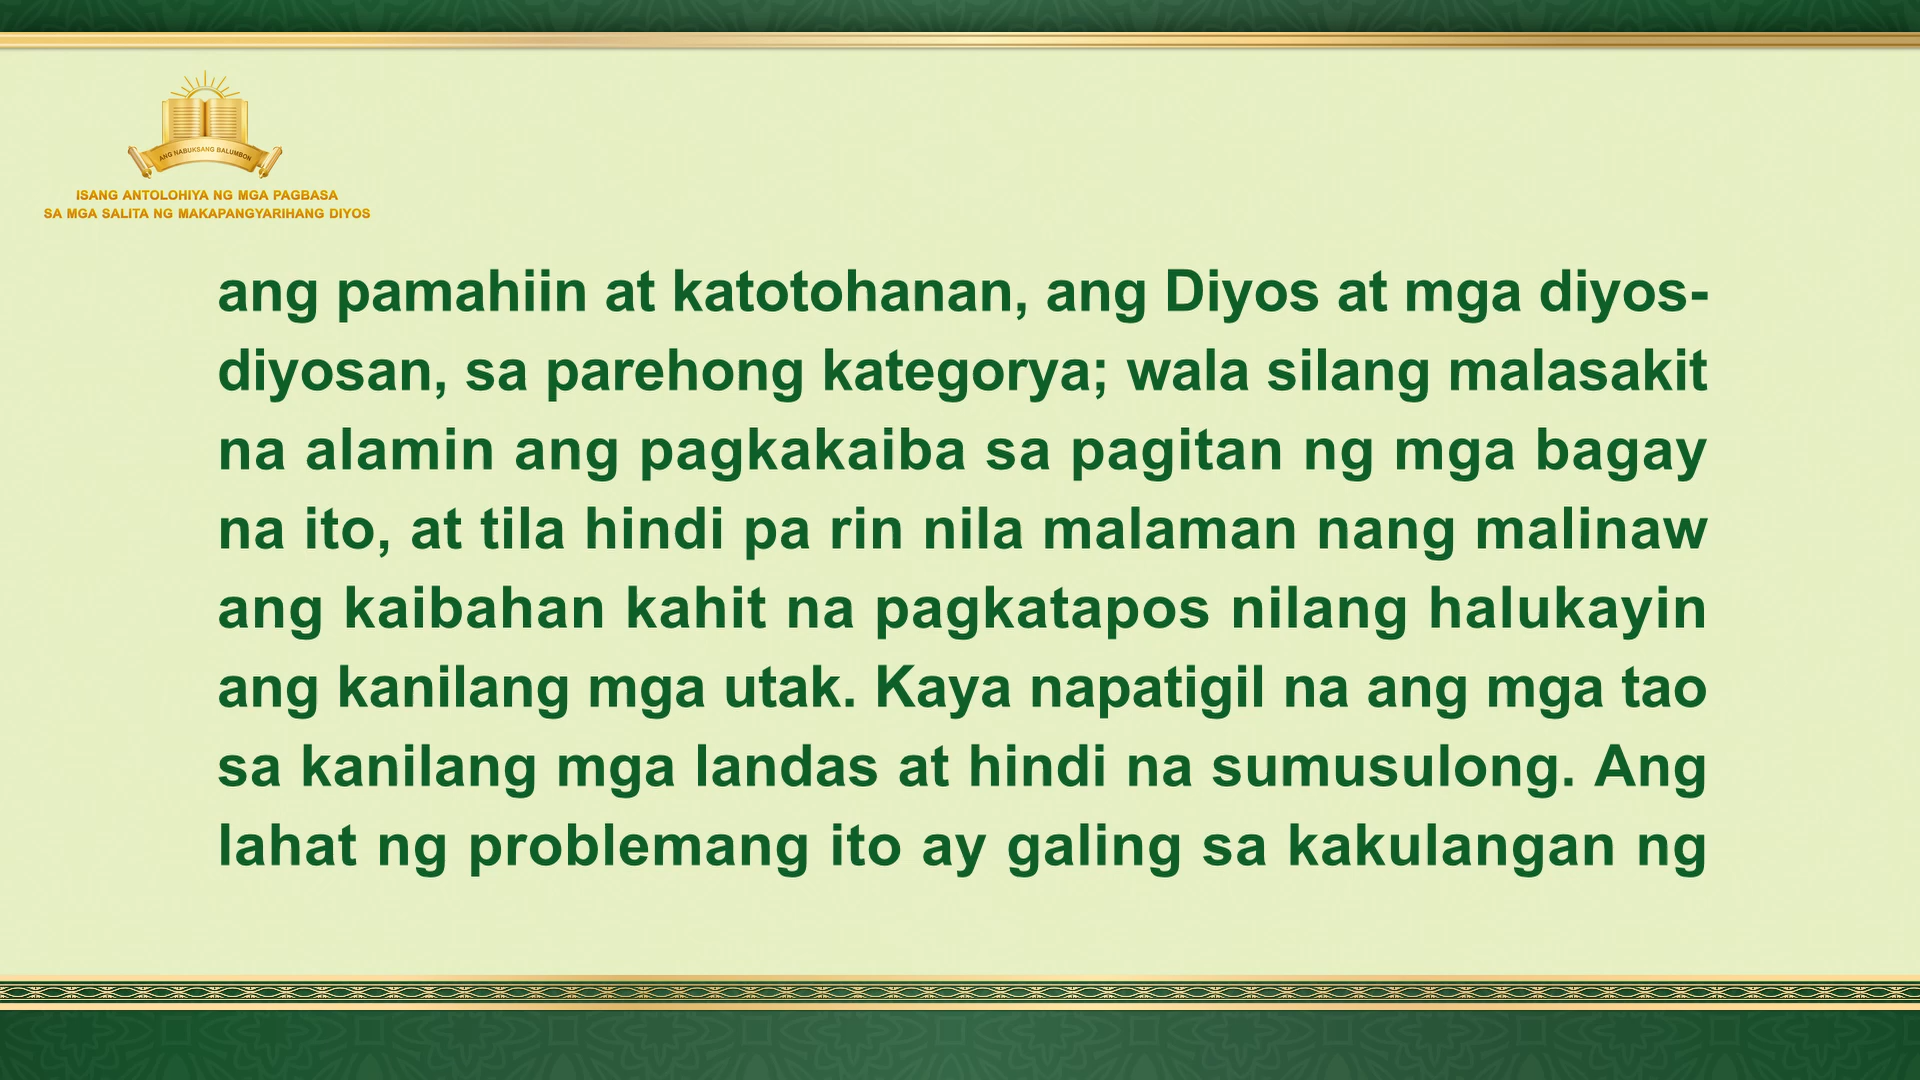 ANG NABUKSANG BALUMBON
ISANG ANTOLOHIYA NG MGA PAGBASA
SA MGA SALITA NG MAKAPANGYARIHANG DIYOS
ang pamahiin at katotohanan, ang Diyos at mga diyos-
diyosan, sa parehong kategorya; wala silang malasakit
na alamin ang pagkakaiba sa pagitan ng mga bagay
na ito, at tila hindi pa rin nila malaman nang malinaw
ang kaibahan kahit na pagkatapos nilang halukayin
ang kanilang mga utak. Kaya napatigil na ang mga tao
sa kanilang mga landas at hindi na sumusulong. Ang
lahat ng problemang ito ay galing sa kakulangan ng